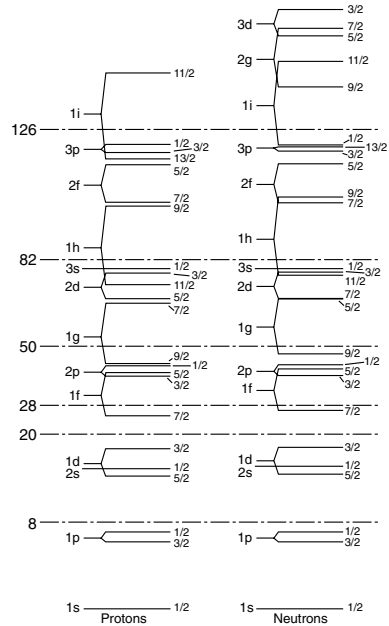 126
82
50
28
20
8
1i
3p
2f
1h
3s
2d
1g
2p
1f
1d
2s
1p
1s
11/2
1/2
3/2
13/2
5/2
7/2
9/2
1/2
3/2
11/2
5/2
7/2
9/2
1/2
5/2
3/2
7/2
3/2
1/2
5/2
1/2
3/2
1/2
Protons
3d
2g
1i
3p
2f
1h
3s
2d
1g
2p
1f
1d
2s
1p
1s
3/2
7/2
5/2
11/2
9/2
1/2
13/2
3/2
5/2
9/2
7/2
1/2
3/2
11/2
7/2
5/2
9/2
1/2
5/2
3/2
7/2
3/2
1/2
5/2
1/2
3/2
1/2
Neutrons